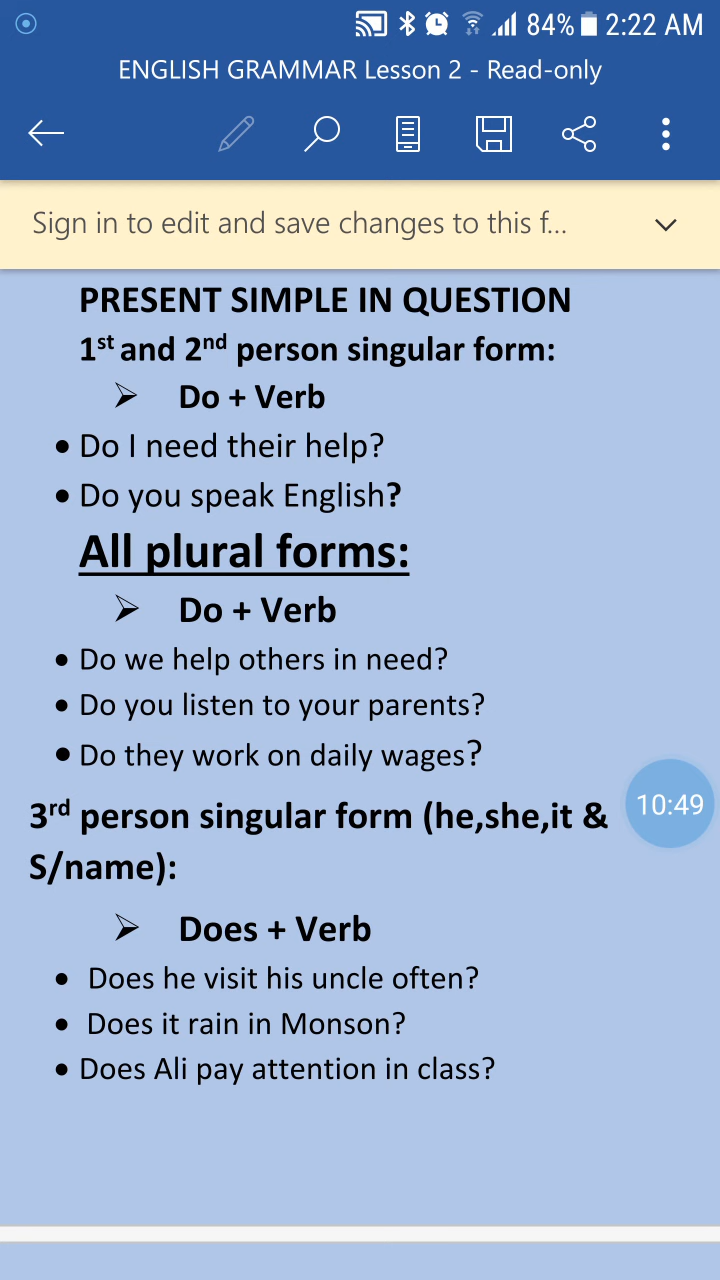 84% 2:22 AM
ENGLISH GRAMMAR Lesson 2 - Read-only
Sign in to edit and save changes to this f...
PRESENT SIMPLE IN QUESTION
1st and 2nd person singular form:
➢ Do + Verb
• Do I need their help?
• Do you speak English?
All plural forms:
➢ Do + Verb
• Do we help others in need?
• Do you listen to your parents?
• Do they work on daily wages?
10:49
3rd person singular form (he,she,it &
S/name):
➢ Does + Verb
• Does he visit his uncle often?
• Does it rain in Monson?
• Does Ali pay attention in class?